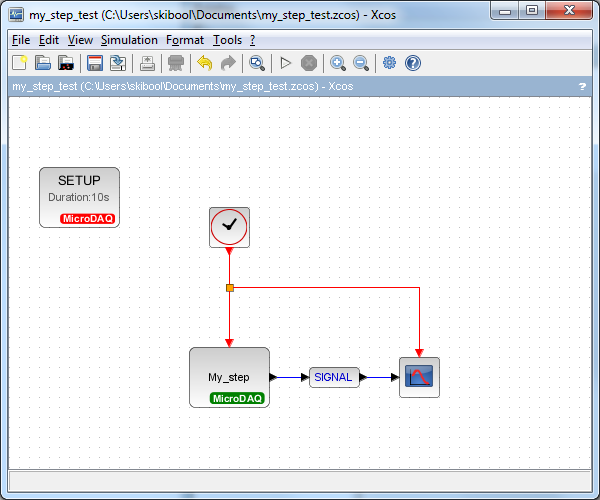 my_step_test (C:\Users\skibool\Documents\my_step_test.zcos) - Xcos
File Edit View Simulation Format Tools ?
my_step_test (C:\Users\skibool\Documents\my_step_test.zcos) - Xcos ?
SETUP
Duration:10s
MicroDAQ
My_step
MicroDAQ
SIGNAL